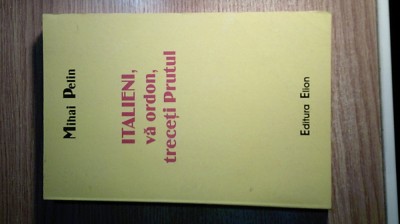 Mihai Pelin
ITALIENI,
vă ordon,
treceți Prutul
Editura Elion